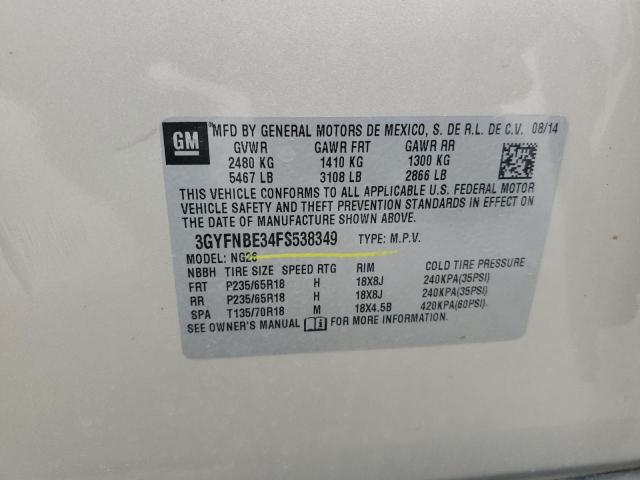 GM
MFD BY GENERAL MOTORS DE MEXICO, S. DE R.L. DE C.V. 08/14
GVWR GAWR FRT GAWR RR
2480 KG 1410 KG 1300 KG
5467 LB 3108 LB 2866 LB
THIS VEHICLE CONFORMS TO ALL APPLICABLE U.S. FEDERAL MOTOR
VEHICLE SAFETY AND THEFT PREVENTION STANDARDS IN EFFECT ON
THE DATE OF MANUFACTURE SHOWN ABOVE.
3GYFNBE34FS538349 TYPE: M.P.V.
MODEL: NG26
NBBH TIRE SIZE SPEED RTG RIM COLD TIRE PRESSURE
FRT P235/65R18 H 18X8J 240KPA(35PSI)
RR P235/65R18 H 18X8J 240KPA(35PSI)
SPA T135/70R18 M 18X4.5B 420KPA(60PSI)
SEE OWNER'S MANUAL FOR MORE INFORMATION.